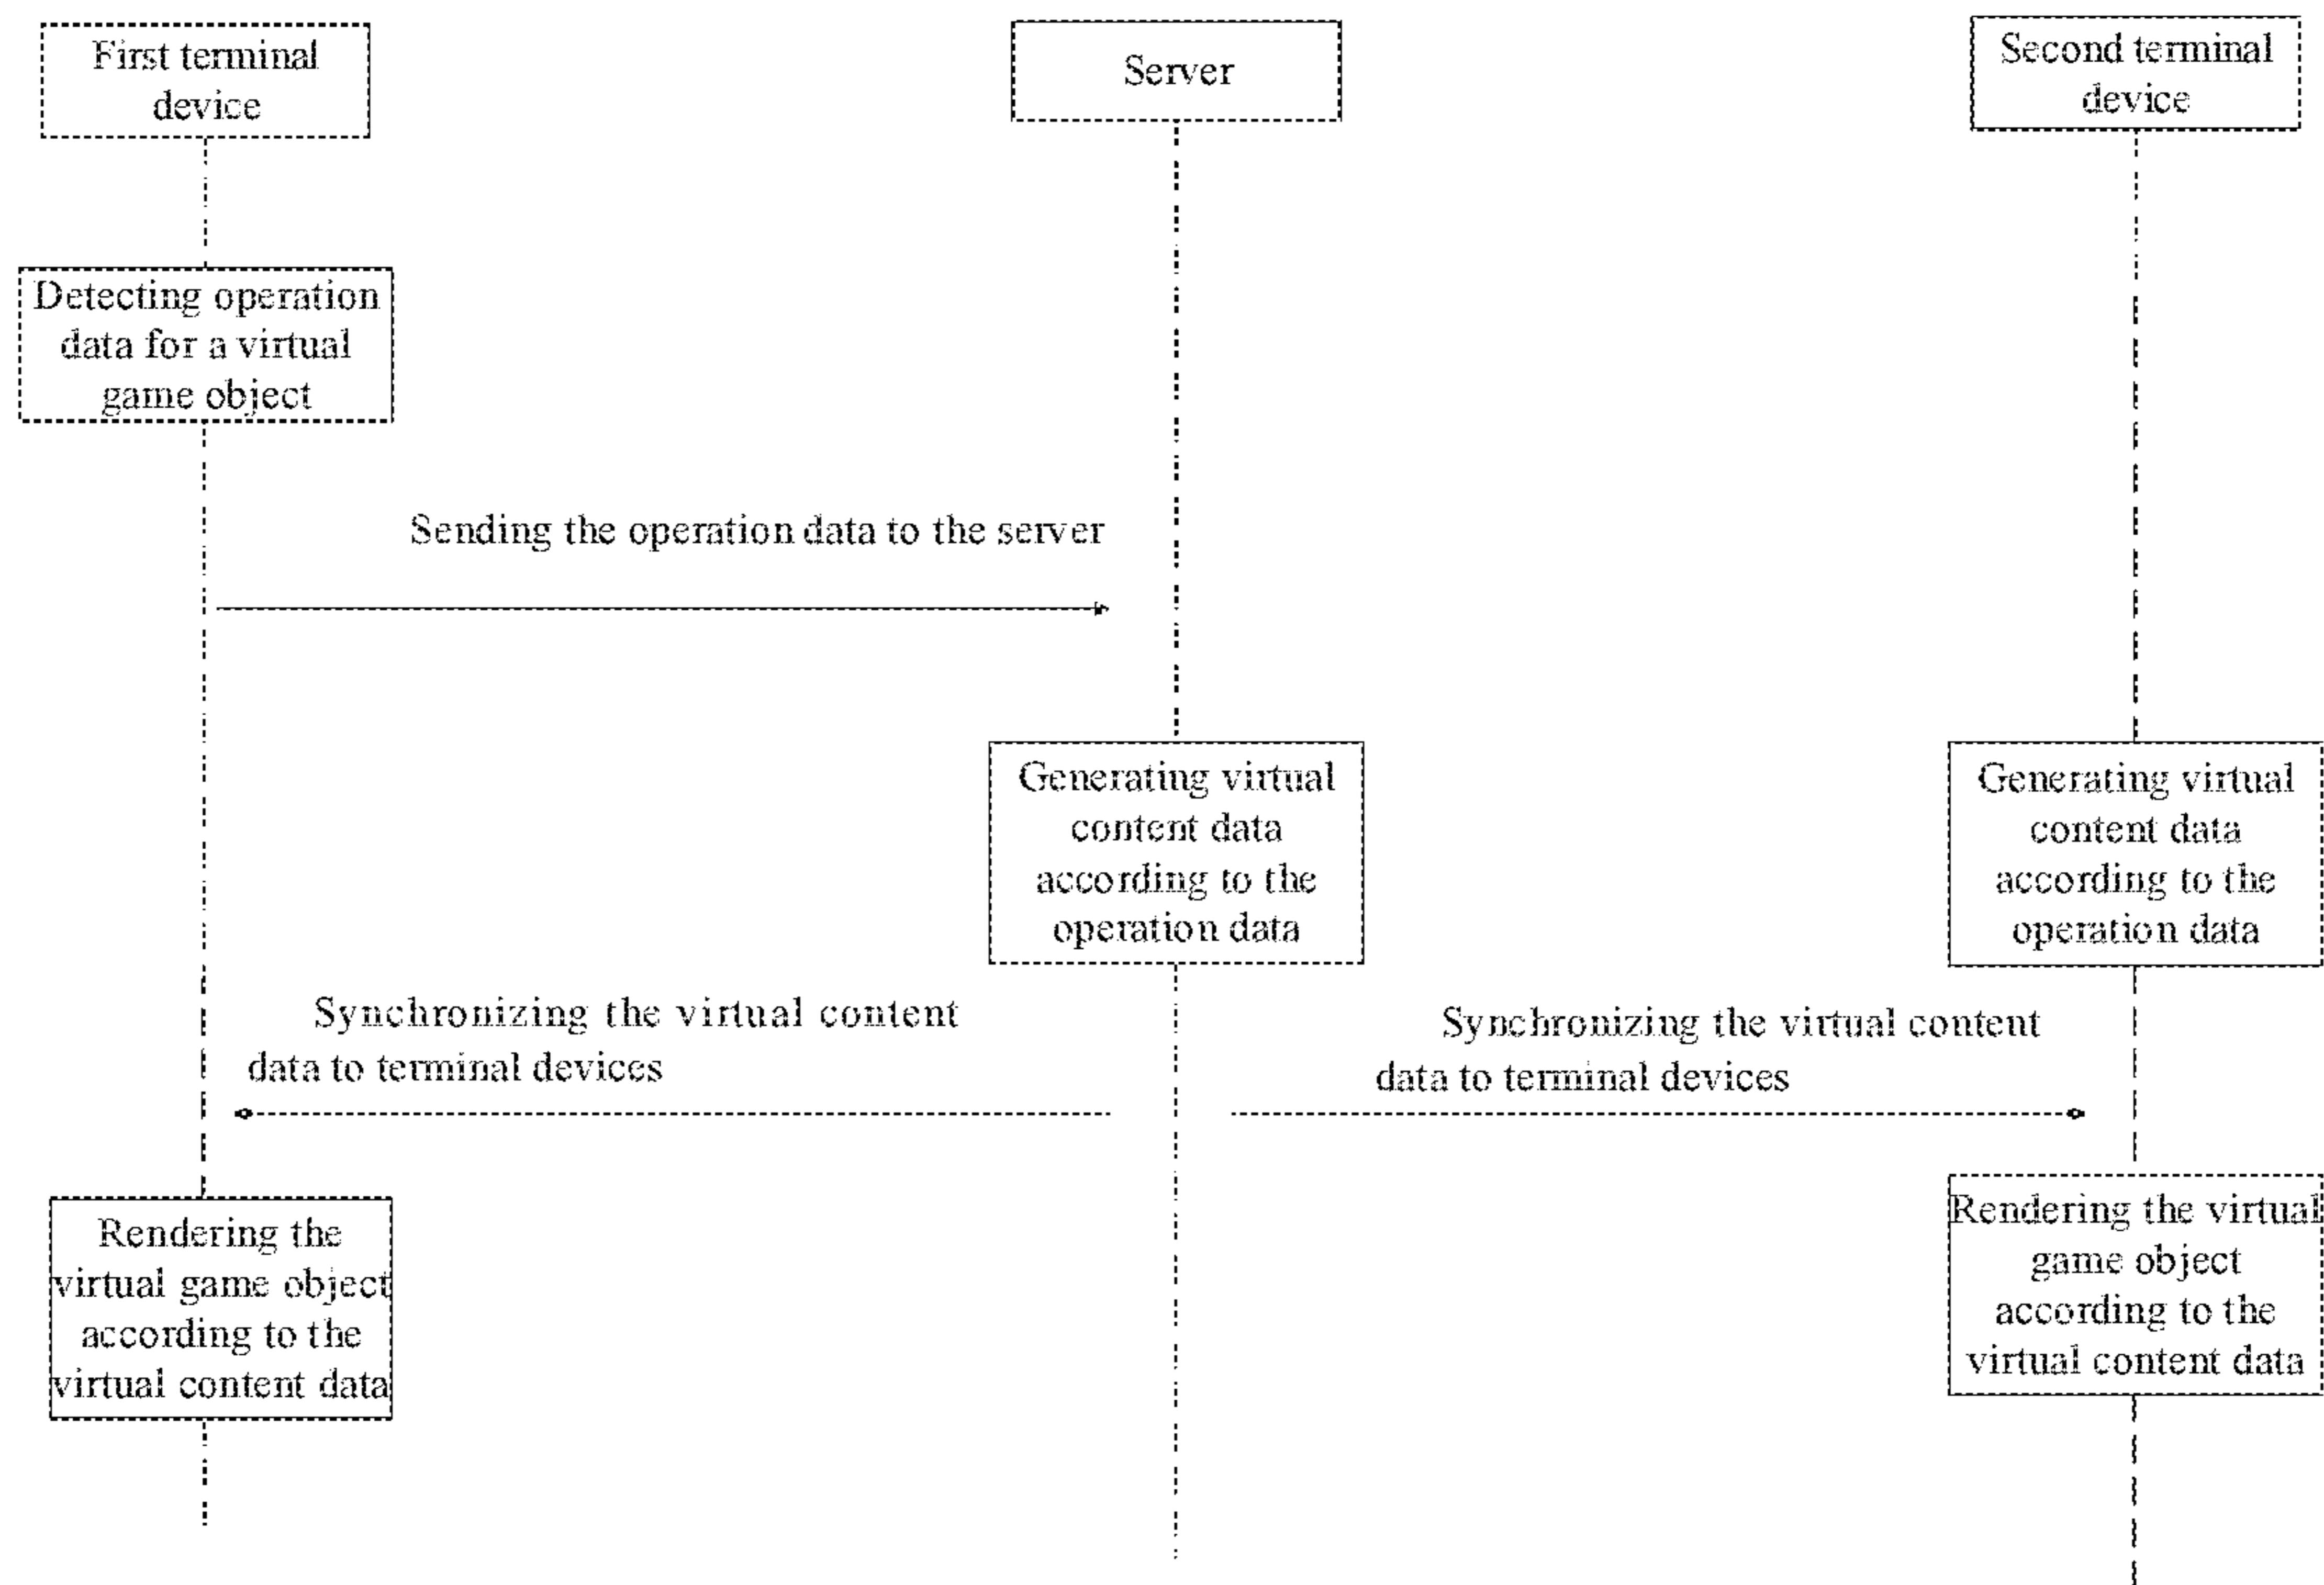 First terminal
device
Server
Second terminal
device
Detecting operation
data for a virtual
game object
Sending the operation data to the server
Generating virtual
content data
according to the
operation data
Generating virtual
content data
according to the
operation data
Synchronizing the virtual content
data to terminal devices
Synchronizing the virtual content
data to terminal devices
Rendering the
virtual game object
according to the
virtual content data
Rendering the virtual
game object
according to the
virtual content data